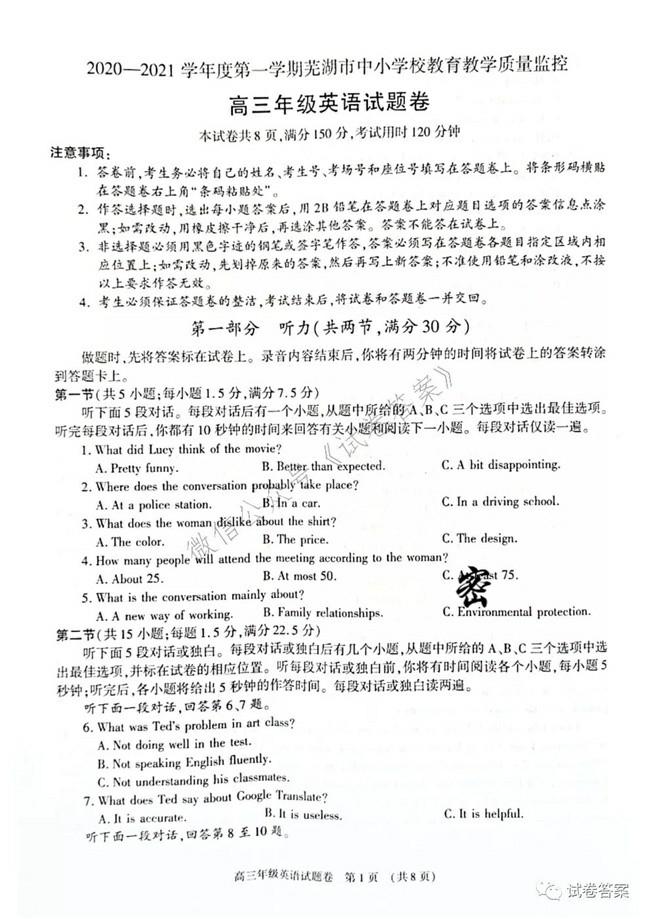 2020—2021学年度第一学期芜湖市中小学校教育教学质量监控
高三年级英语试题卷
本试卷共8页,满分150分,考试用时120分钟
注意事项:
1. 答卷前,考生务必将自己的姓名、考生号、考场号和座位号填写在答题卷上。将条形码横贴
在答题卷右上角“条码粘贴处”。
2. 作答选择题时,选出每小题答案后,用2B铅笔在答题卷上对应题目选项的答案信息点涂
黑;如需改动,用橡皮擦干净后,再选涂其他答案。答案不能答在试卷上。
3. 非选择题必须用黑色字迹的钢笔或签字笔作答,答案必须写在答题卷各题目指定区域内相
应位置上;如需改动,先划掉原来的答案,然后再写上新答案;不准使用铅笔和涂改液,不按
以上要求作答无效。
4. 考生必须保证答题卷的整洁,考试结束后,将试卷和答题卷一并交回。
第一部分 听力(共两节,满分30分)
做题时,先将答案标在试卷上。录音内容结束后,你将有两分钟的时间将试卷上的答案转涂
到答题卡上。
第一节(共5小题;每小题1.5分,满分7.5分)
听下面5段对话。每段对话后有一个小题,从题中所给的A、B、C三个选项中选出最佳选项。
听完每段对话后,你都有10秒钟的时间来回答有关小题和阅读下一小题。每段对话仅读一遍。
1. What did Lucy think of the movie?
A. Pretty funny. B. Better than expected. C. A bit disappointing.
2. Where does the conversation probably take place?
A. At a police station. B. In a car. C. In a driving school.
3. What does the woman dislike about the shirt?
A. The color. B. The price. C. The design.
4. How many people will attend the meeting according to the woman?
A. About 25. B. At most 50. C. 75.
密
5. What is the conversation mainly about?
A. A new way of working. B. Family relationships. C. Environmental protection.
第二节(共15小题;每题1.5分,满分22.5分)
听下面5段对话或独白。每段对话或独白后有几个小题,从题中所给的A、B、C三个选项中选
出最佳选项,并标在试卷的相应位置。听每段对话或独白前,你将有时间阅读各个小题,每小题5
秒钟;听完后,各小题将给出5秒钟的作答时间。每段对话或独白读两遍。
听下面一段对话,回答第6、7题。
6. What was Ted's problem in art class?
A. Not doing well in the test.
B. Not speaking English fluently.
C. Not understanding his classmates.
7. What does Ted say about Google Translate?
A. It is accurate. B. It is useless. C. It is helpful.
听下面一段对话,回答第8至10题。
高三年级英语试题卷 第1页 (共8页)
微信公众号《试卷答案》
试卷答案